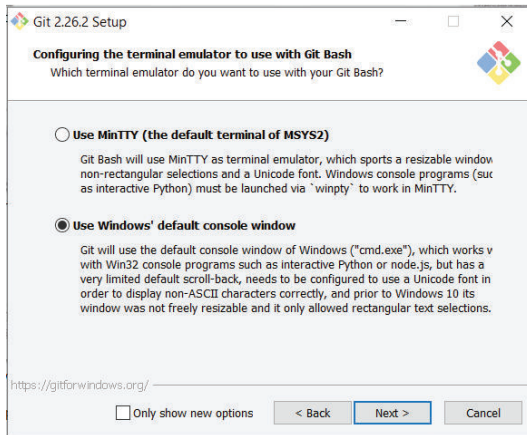 Git 2.26.2 Setup
Configuring the terminal emulator to use with Git Bash
Which terminal emulator do you want to use with your Git Bash?
Use MinTTY (the default terminal of MSYS2)
Git Bash will use MinTTY as terminal emulator, which sports a resizable window
non-rectangular selections and a Unicode font. Windows console programs (suc
as interactive Python) must be launched via `winpty` to work in MinTTY.
Use Windows' default console window
Git will use the default console window of Windows ("cmd.exe"), which works
with Win32 console programs such as interactive Python or node.js, but has a
very limited default scroll-back, needs to be configured to use a Unicode font in
order to display non-ASCII characters correctly, and prior to Windows 10 its
window was not freely resizable and it only allowed rectangular text selections.
https://gitforwindows.org/
Only show new options
< Back
Next >
Cancel